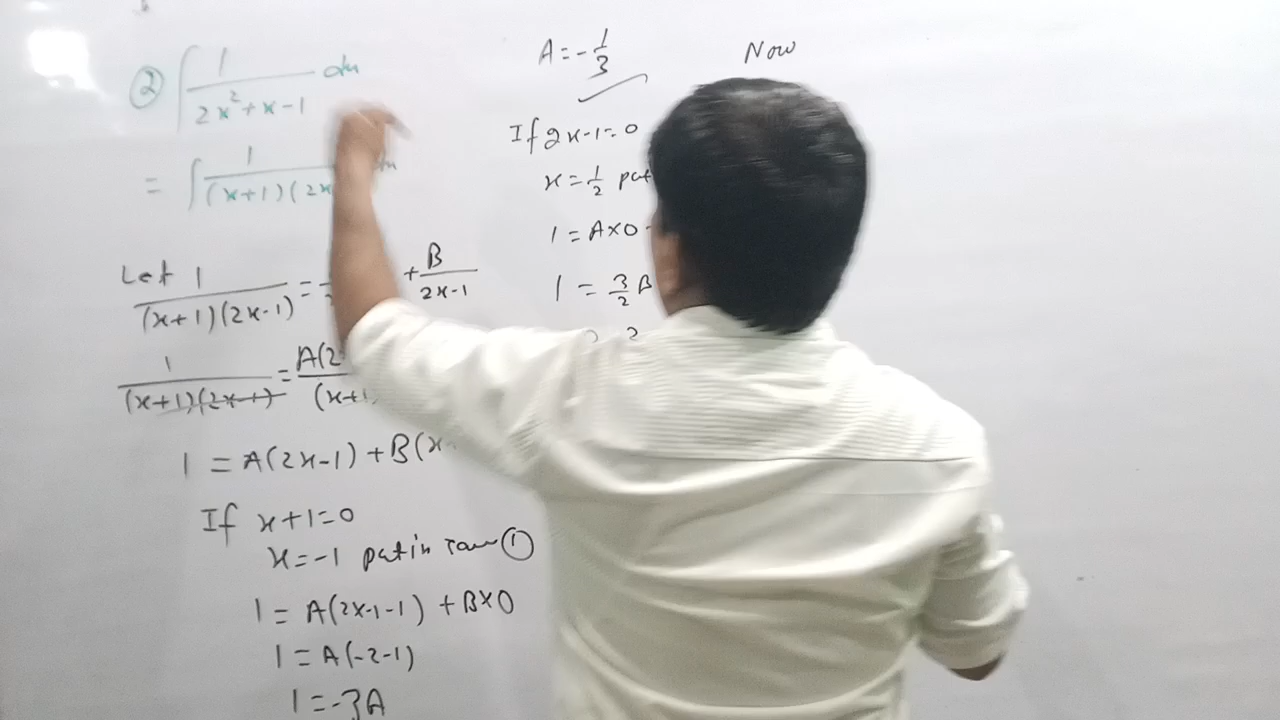 ② ∫ 1/(2x²+x-1) dx
= ∫ 1/((x+1)(2x dx
Let 1/((x+1)(2x-1)) = + B/(2x-1)
1/((x+1)(2x-1)) = A(2 / (x+1
1 = A(2x-1) + B(x
If x+1=0
x=-1 put in ①
1 = A(2x-1-1) + B×0
1 = A(-2-1)
1 = -3A
A = -1/3
If 2x-1=0
x = 1/2 put
1 = A×0
1 = 3/2 B
Now